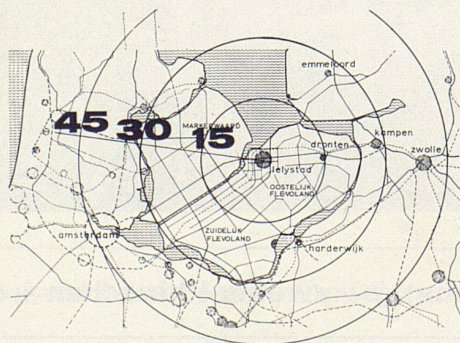 emmeloord
45 30 15
MARKERWAARD
kampen
dronten
zwolle
lelystad
OOSTELIJK
FLEVOLAND
ZUIDELIJK
FLEVOLAND
amsterdam
harderwijk